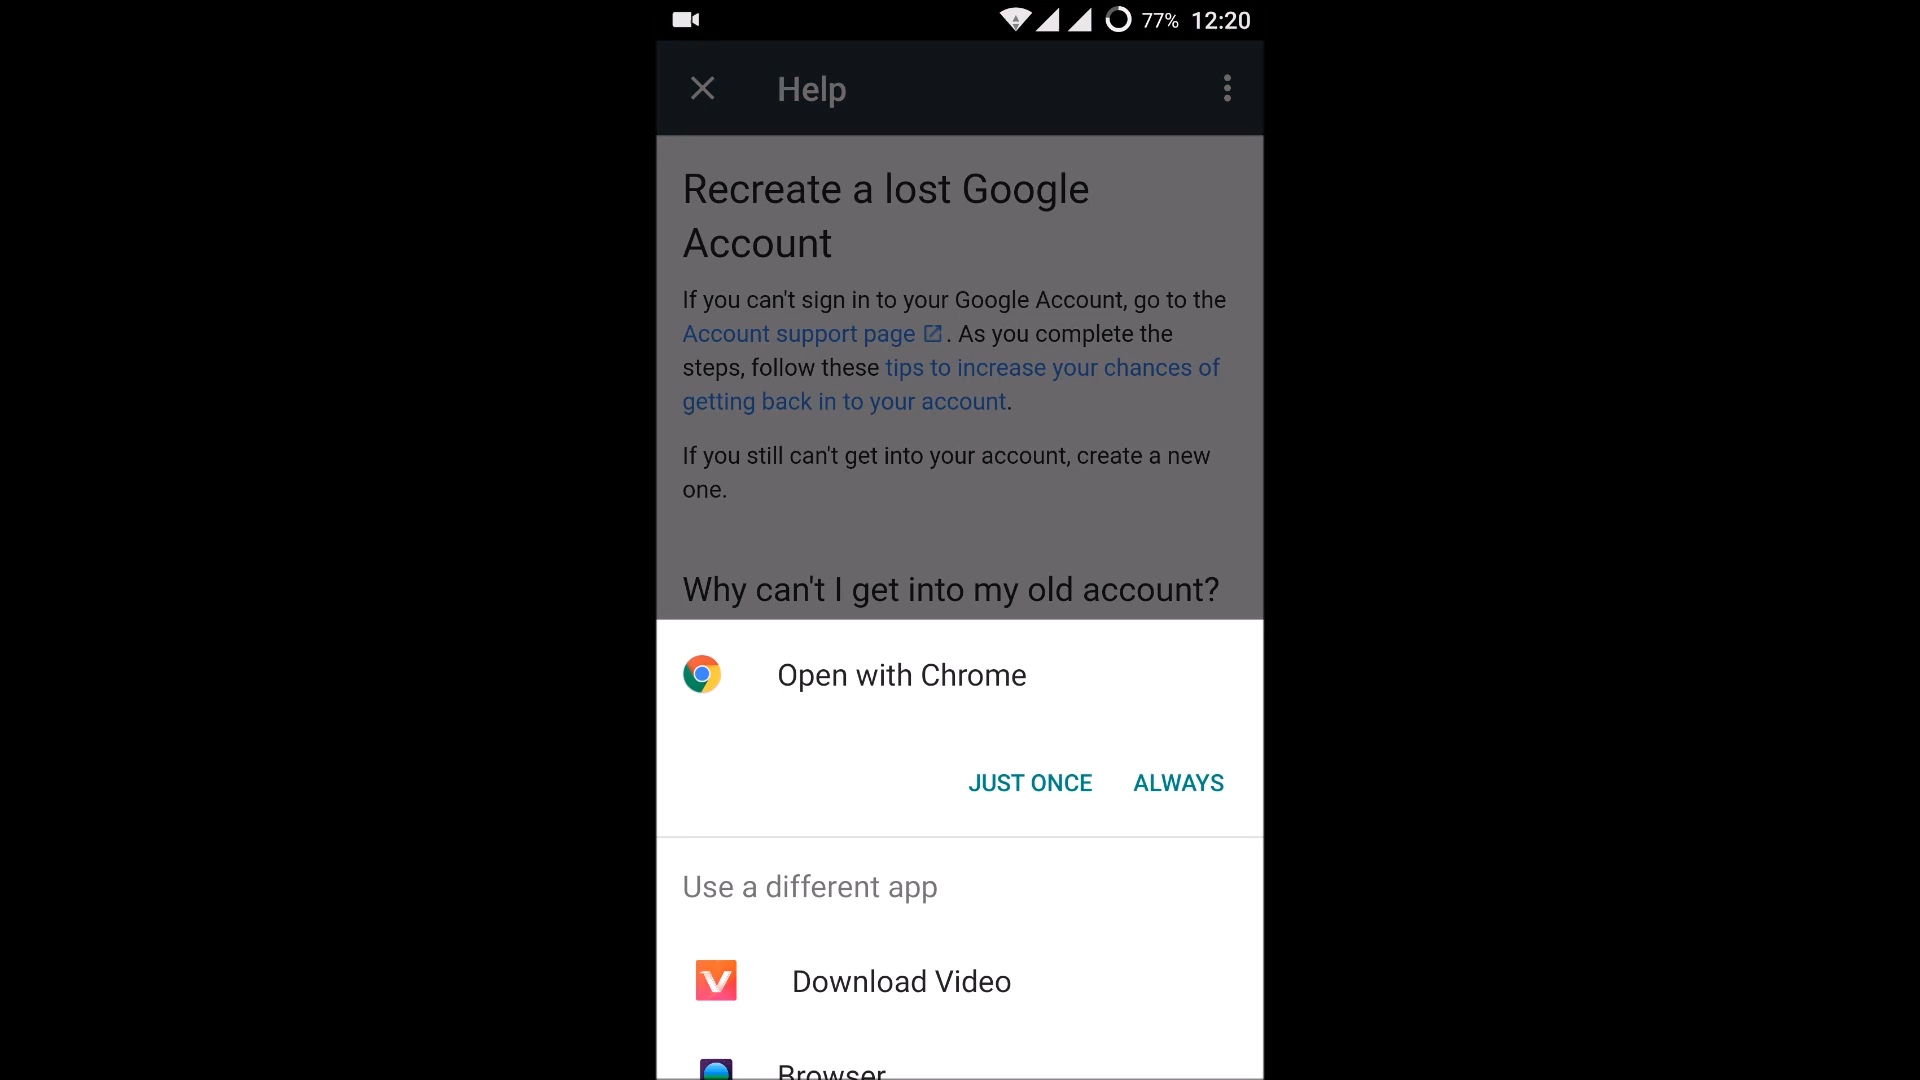 77% 12:20
Help
Recreate a lost Google
Account
If you can't sign in to your Google Account, go to the
Account support page . As you complete the
steps, follow these tips to increase your chances of
getting back in to your account.
If you still can't get into your account, create a new
one.
Why can't I get into my old account?
Open with Chrome
JUST ONCE ALWAYS
Use a different app
Download Video
Browser